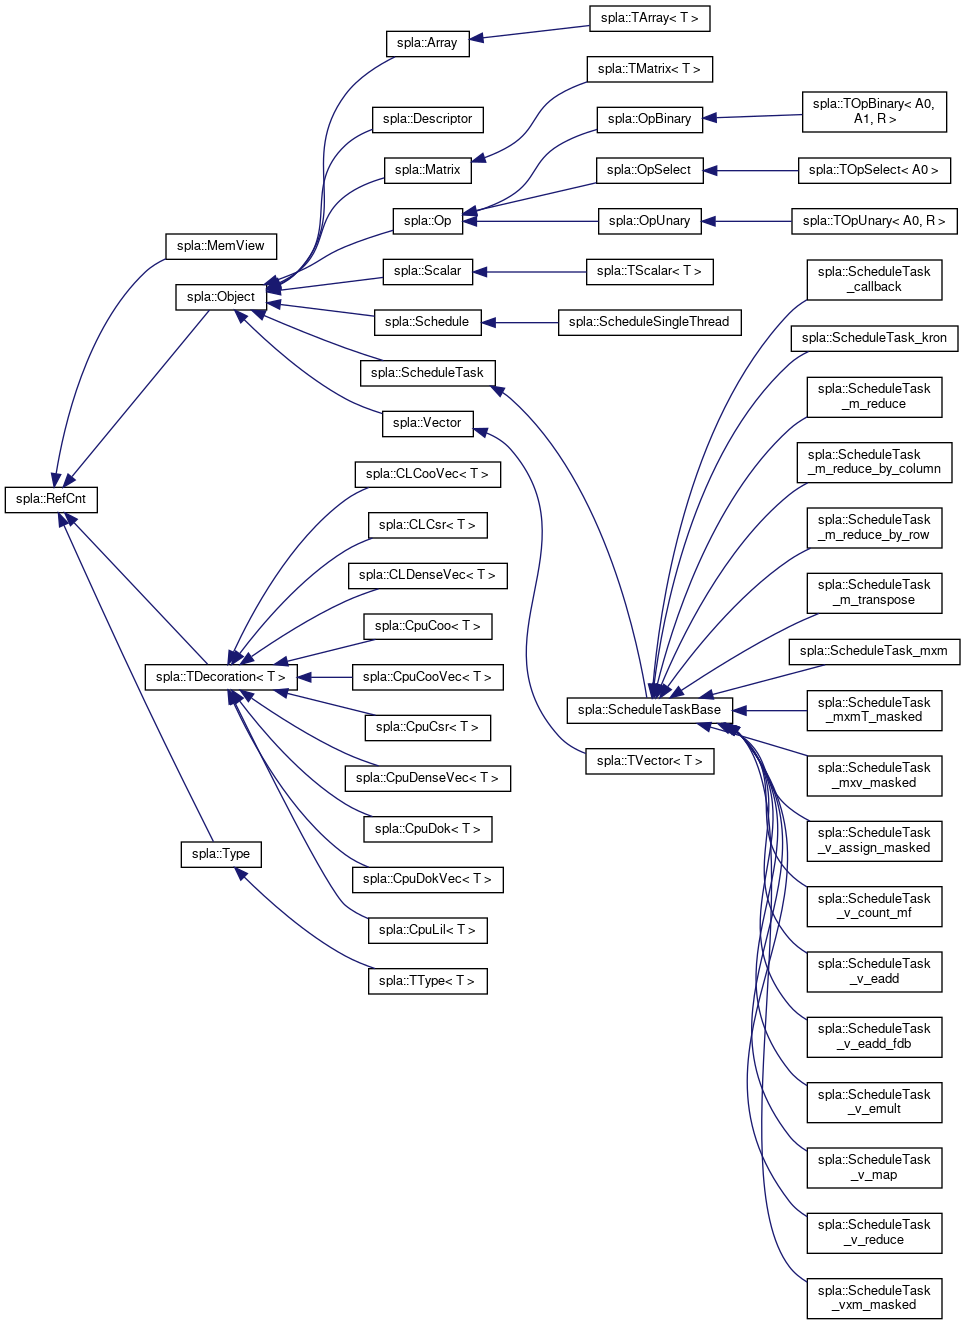 spla::RefCnt
spla::MemView
spla::Object
spla::TDecoration< T >
spla::Type
spla::Array
spla::Descriptor
spla::Matrix
spla::Op
spla::Scalar
spla::Schedule
spla::ScheduleTask
spla::Vector
spla::CLCooVec< T >
spla::CLCsr< T >
spla::CLDenseVec< T >
spla::CpuCoo< T >
spla::CpuCooVec< T >
spla::CpuCsr< T >
spla::CpuDenseVec< T >
spla::CpuDok< T >
spla::CpuDokVec< T >
spla::CpuLil< T >
spla::TType< T >
spla::TArray< T >
spla::TMatrix< T >
spla::OpBinary
spla::OpSelect
spla::OpUnary
spla::TScalar< T >
spla::ScheduleSingleThread
spla::ScheduleTaskBase
spla::TVector< T >
spla::TOpBinary< A0,
A1, R >
spla::TOpSelect< A0 >
spla::TOpUnary< A0, R >
spla::ScheduleTask
_callback
spla::ScheduleTask_kron
spla::ScheduleTask
_m_reduce
spla::ScheduleTask
_m_reduce_by_column
spla::ScheduleTask
_m_reduce_by_row
spla::ScheduleTask
_m_transpose
spla::ScheduleTask_mxm
spla::ScheduleTask
_mxmT_masked
spla::ScheduleTask
_mxv_masked
spla::ScheduleTask
_v_assign_masked
spla::ScheduleTask
_v_count_mf
spla::ScheduleTask
_v_eadd
spla::ScheduleTask
_v_eadd_fdb
spla::ScheduleTask
_v_emult
spla::ScheduleTask
_v_map
spla::ScheduleTask
_v_reduce
spla::ScheduleTask
_vxm_masked